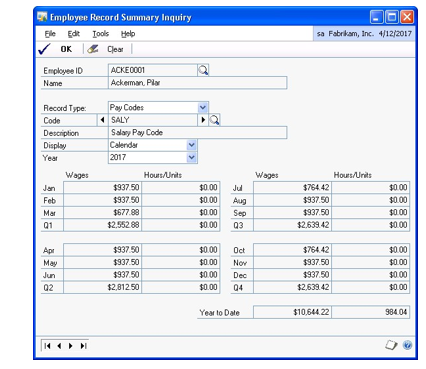 Employee Record Summary Inquiry
File Edit Tools Help sa Fabrikam, Inc. 4/12/2017
OK Clear
Employee ID ACKE0001
Name Ackerman, Pilar
Record Type: Pay Codes
Code SALY
Description Salary Pay Code
Display Calendar
Year 2017
Wages Hours/Units Wages Hours/Units
Jan $937.50 $0.00 Jul $764.42 $0.00
Feb $937.50 $0.00 Aug $937.50 $0.00
Mar $677.88 $0.00 Sep $937.50 $0.00
Q1 $2,552.88 $0.00 Q3 $2,639.42 $0.00
Apr $937.50 $0.00 Oct $764.42 $0.00
May $937.50 $0.00 Nov $937.50 $0.00
Jun $937.50 $0.00 Dec $937.50 $0.00
Q2 $2,812.50 $0.00 Q4 $2,639.42 $0.00
Year to Date $10,644.22 984.04